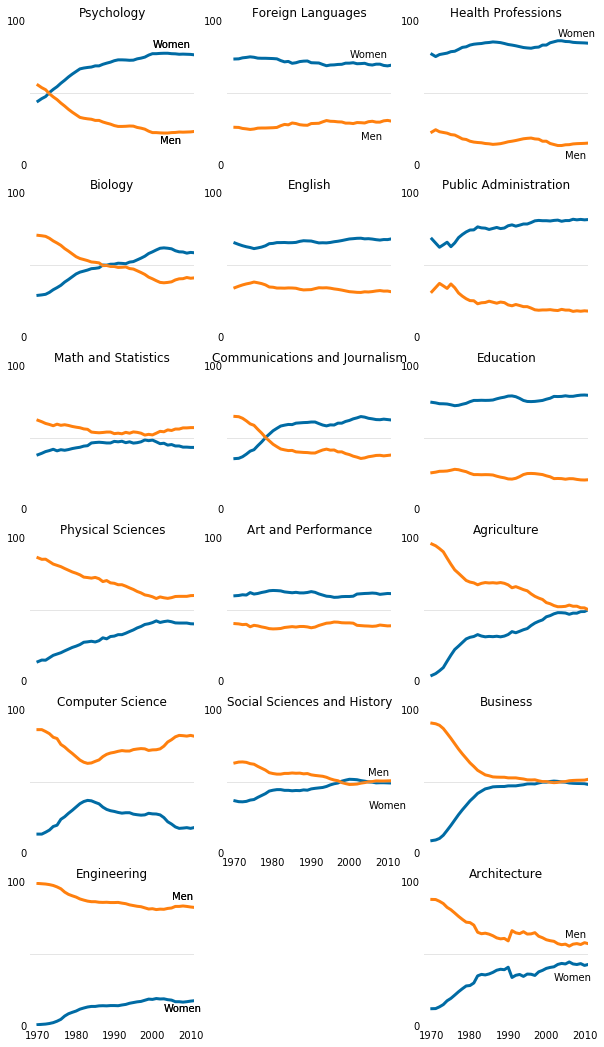 Psychology
100
Women
Men
0
Foreign Languages
100
Women
Men
0
Health Professions
100
Women
Men
0
Biology
100
0
English
100
0
Public Administration
100
0
Math and Statistics
100
0
Communications and Journalism
100
0
Education
100
0
Physical Sciences
100
0
Art and Performance
100
0
Agriculture
100
0
Computer Science
100
0
Social Sciences and History
100
Men
Women
0
1970 1980 1990 2000 2010
Business
100
0
Engineering
100
Men
Women
0
1970 1980 1990 2000 2010
Architecture
100
Men
Women
0
1970 1980 1990 2000 2010